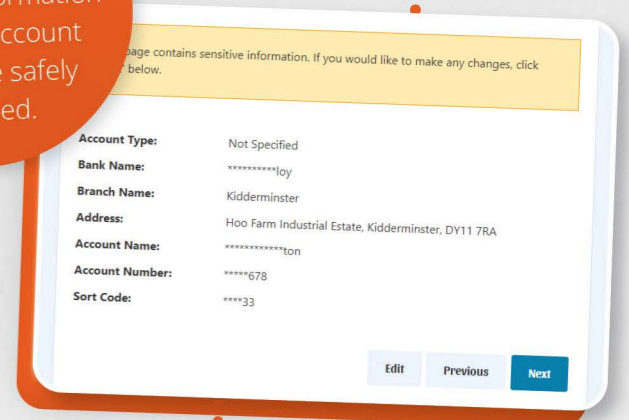 ormation
ccount
safely
ed.
page contains sensitive information. If you would like to make any changes, click
below.
Account Type: Not Specified
Bank Name: **********loy
Branch Name: Kidderminster
Address: Hoo Farm Industrial Estate, Kidderminster, DY11 7RA
Account Name: ************ton
Account Number: *****678
Sort Code: ****33
Edit Previous Next